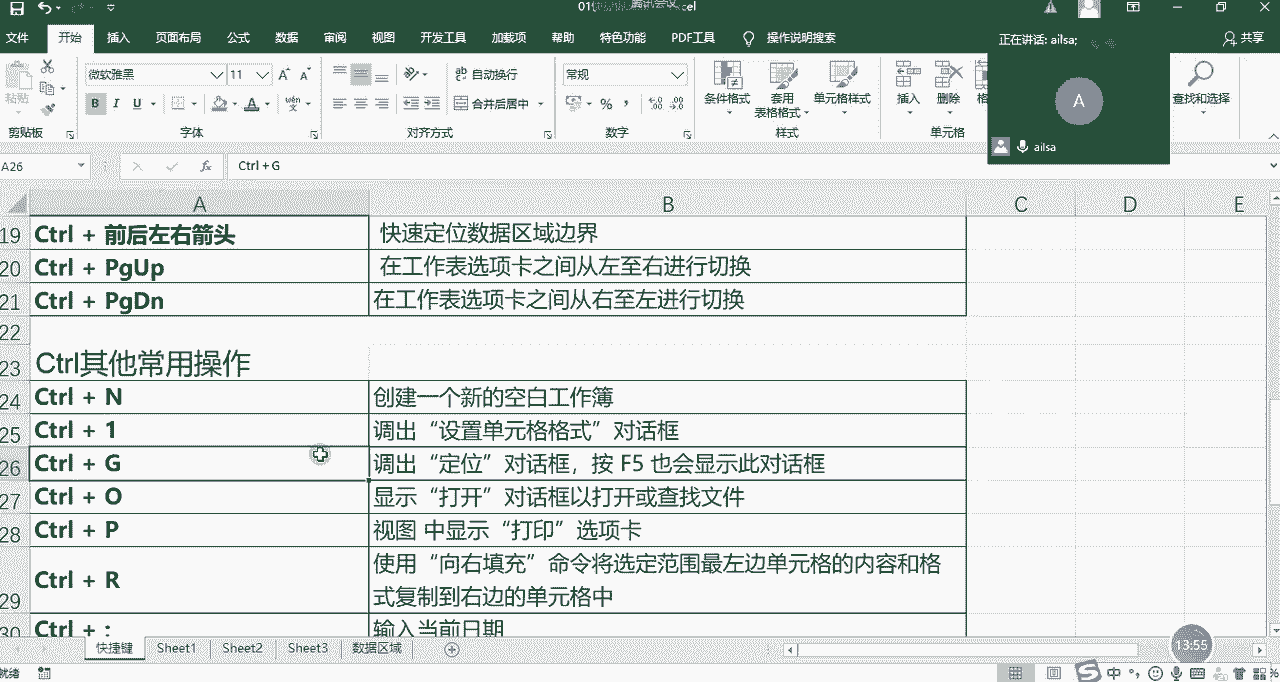 el
文件 开始 插入 页面布局 公式 数据 审阅 视图 开发工具 加载项 帮助 特色功能 PDF工具 操作说明搜索
正在讲话: ailsa;
共享
粘贴
微软雅黑 11
自动换行
常规
条件格式
套用
表格格式
单元格样式
插入 删除
查找和选择
B I U
合并后居中
剪贴板 字体 对齐方式 数字 样式 单元格
A
ailsa
A26
fx
Ctrl + G
A B C D E
19 Ctrl + 前后左右箭头 快速定位数据区域边界
20 Ctrl + PgUp 在工作表选项卡之间从左至右进行切换
21 Ctrl + PgDn 在工作表选项卡之间从右至左进行切换
22
23 Ctrl其他常用操作
24 Ctrl + N 创建一个新的空白工作簿
25 Ctrl + 1 调出“设置单元格格式”对话框
26 Ctrl + G 调出“定位”对话框，按 F5 也会显示此对话框
27 Ctrl + O 显示“打开”对话框以打开或查找文件
28 Ctrl + P 视图 中显示“打印”选项卡
使用“向右填充”命令将选定范围最左边单元格的内容和格
29 Ctrl + R 式复制到右边的单元格中
30 Ctrl + ; 输入当前日期
快捷键 Sheet1 Sheet2 Sheet3 数据区域
13:55
就绪
中